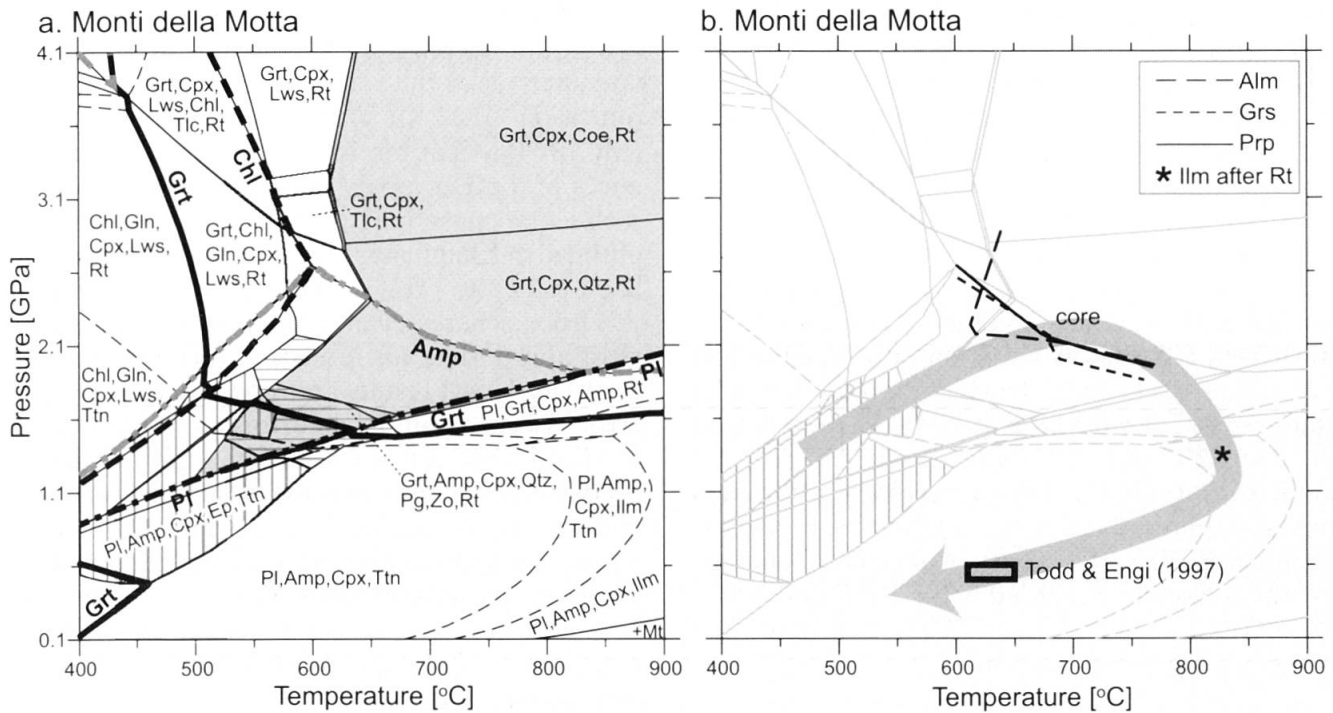 a. Monti della Motta
4.1
3.1
2.1
1.1
0.1
Pressure [GPa]
400
500
600
700
800
900
Temperature [°C]
Grt,Cpx,
Lws,Chl,
Tlc,Rt
Grt,Cpx,
Lws,Rt
Grt,Cpx,Coe,Rt
Chl
Grt
Grt,Cpx,
Tlc,Rt
Chl,Gln,
Cpx,Lws,
Rt
Grt,Chl,
Gln,Cpx,
Lws,Rt
Grt,Cpx,Qtz,Rt
Amp
Pl
Chl,Gln,
Cpx,Lws,
Ttn
Grt
Pl,Grt,Cpx,Amp,Rt
Grt,Amp,Cpx,Qtz,
Pg,Zo,Rt
Pl,Amp,
Cpx,Ilm
Ttn
Pl
Pl,Amp,Cpx,Ep,Ttn
Pl,Amp,Cpx,Ttn
Grt
Pl,Amp,Cpx,Ilm
+Mt
b. Monti della Motta
Alm
Grs
Prp
* Ilm after Rt
core
*
Todd & Engi (1997)
400
500
600
700
800
900
Temperature [°C]